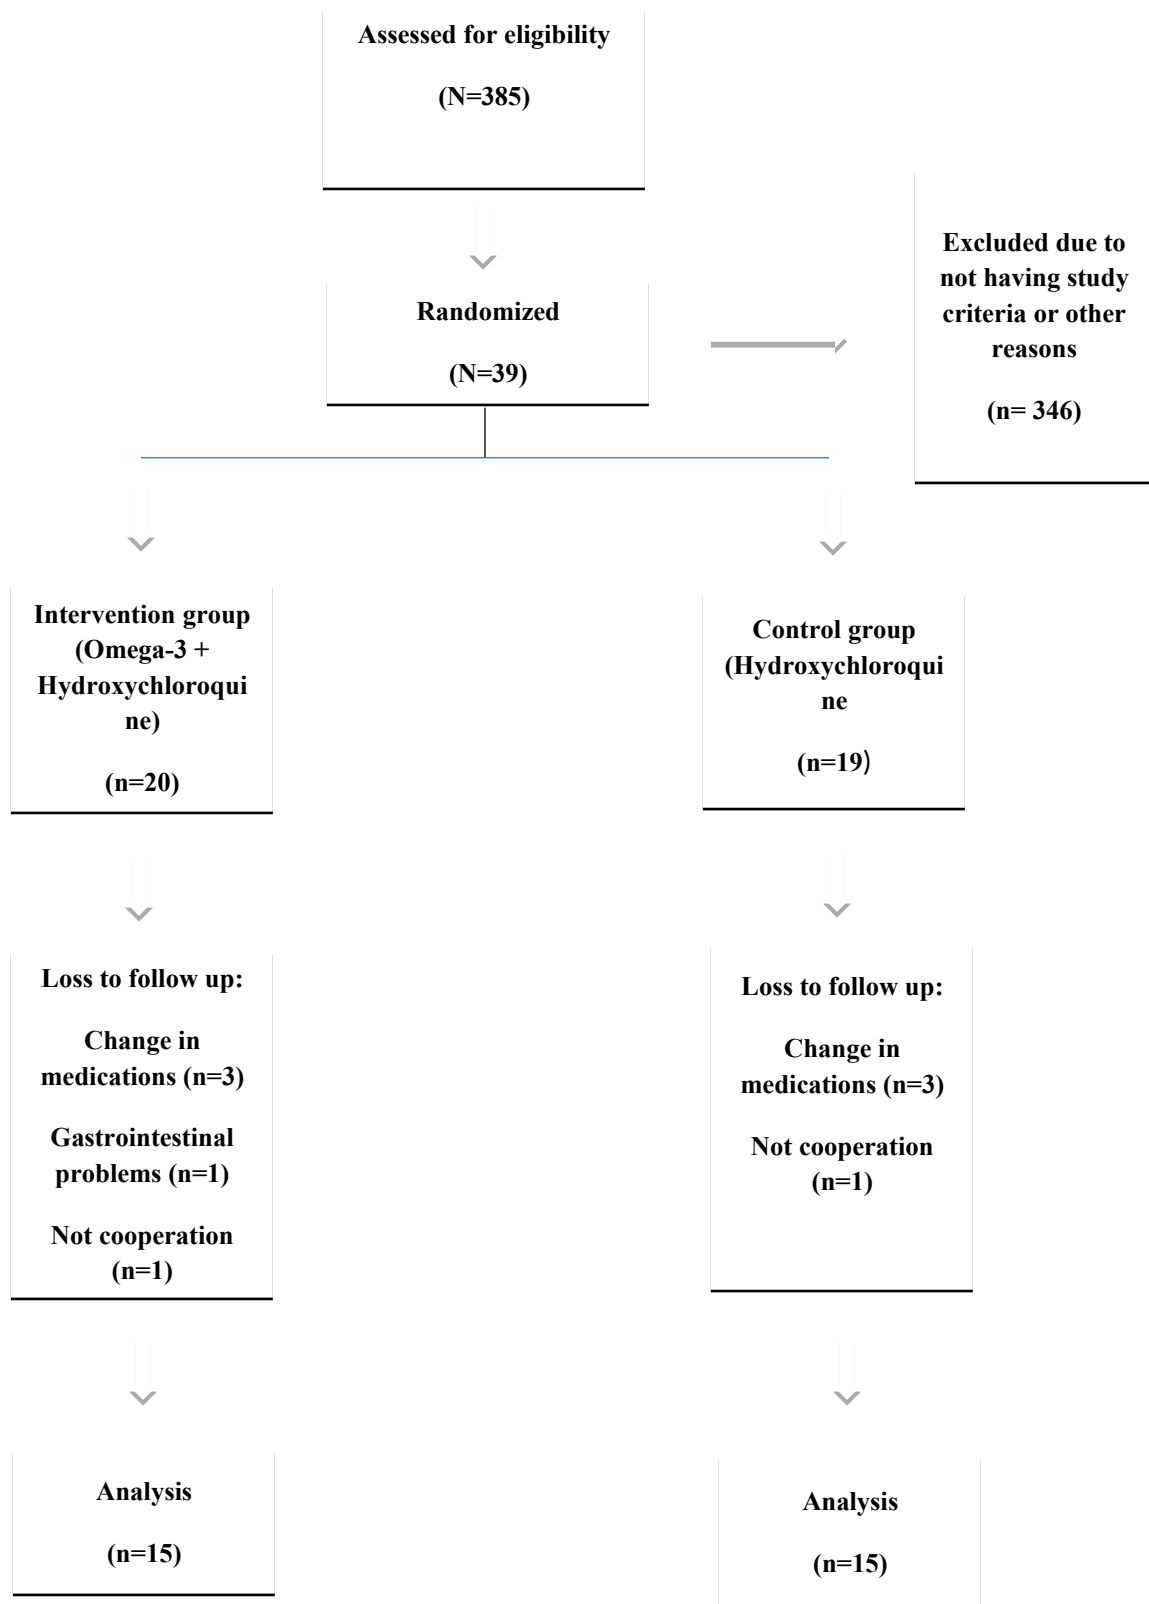 Assessed for eligibility
(N=385)
Excluded due to
not having study
criteria or other
reasons
(n= 346)
Randomized
(N=39)
Intervention group
(Omega-3 +
Hydroxychloroqui
ne)
(n=20)
Control group
(Hydroxychloroqui
ne
(n=19)
Loss to follow up:
Change in
medications (n=3)
Gastrointestinal
problems (n=1)
Not cooperation
(n=1)
Loss to follow up:
Change in
medications (n=3)
Not cooperation
(n=1)
Analysis
(n=15)
Analysis
(n=15)